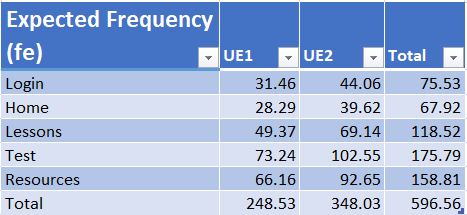 Expected Frequency
(fe) UE1 UE2 Total
Login 31.46 44.06 75.53
Home 28.29 39.62 67.92
Lessons 49.37 69.14 118.52
Test 73.24 102.55 175.79
Resources 66.16 92.65 158.81
Total 248.53 348.03 596.56